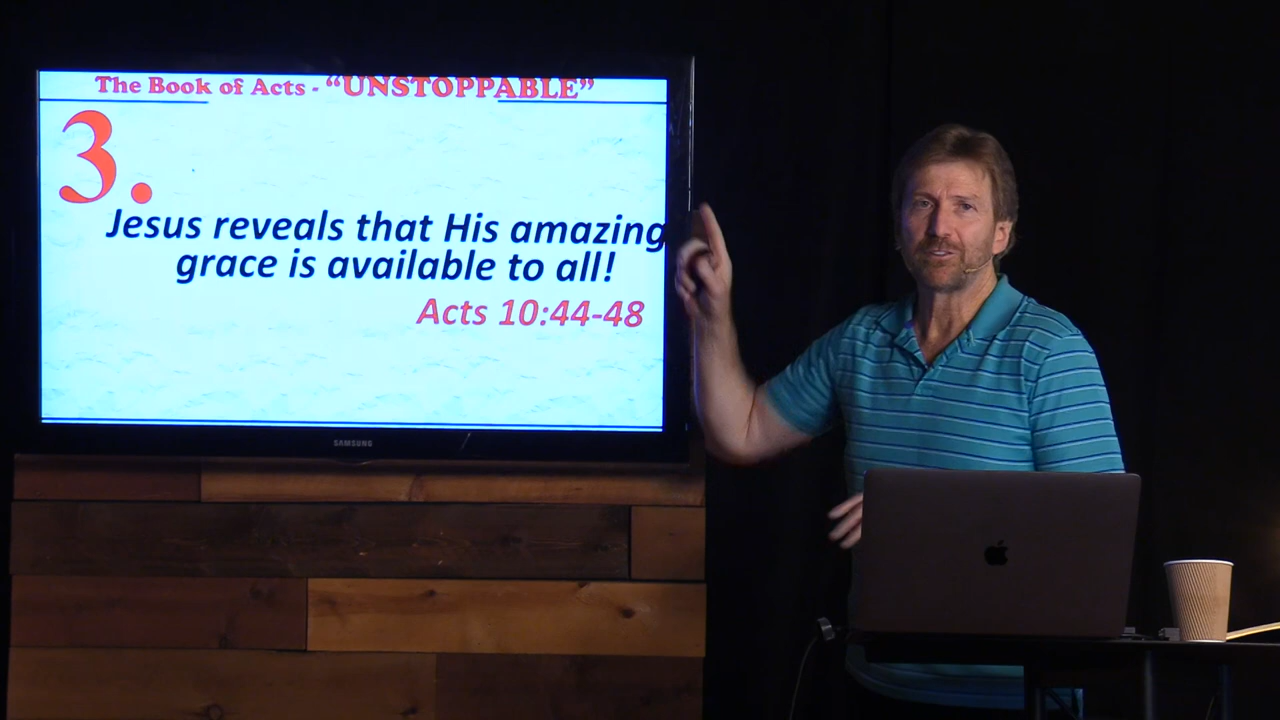 The Book of Acts - “UNSTOPPABLE”
3.
Jesus reveals that His amazing
grace is available to all!
Acts 10:44-48
SAMSUNG